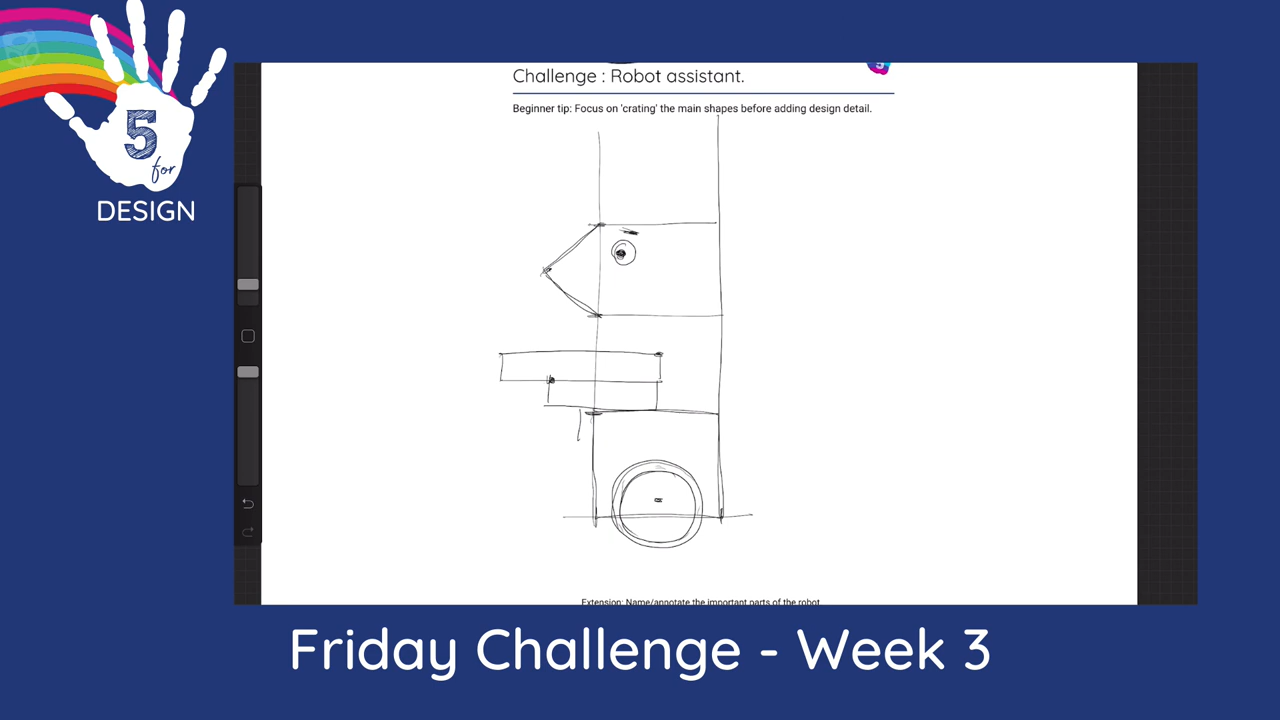 5
for
DESIGN
Challenge : Robot assistant.
Beginner tip: Focus on 'crating' the main shapes before adding design detail.
Extension: Name/annotate the important parts of the robot
Friday Challenge - Week 3